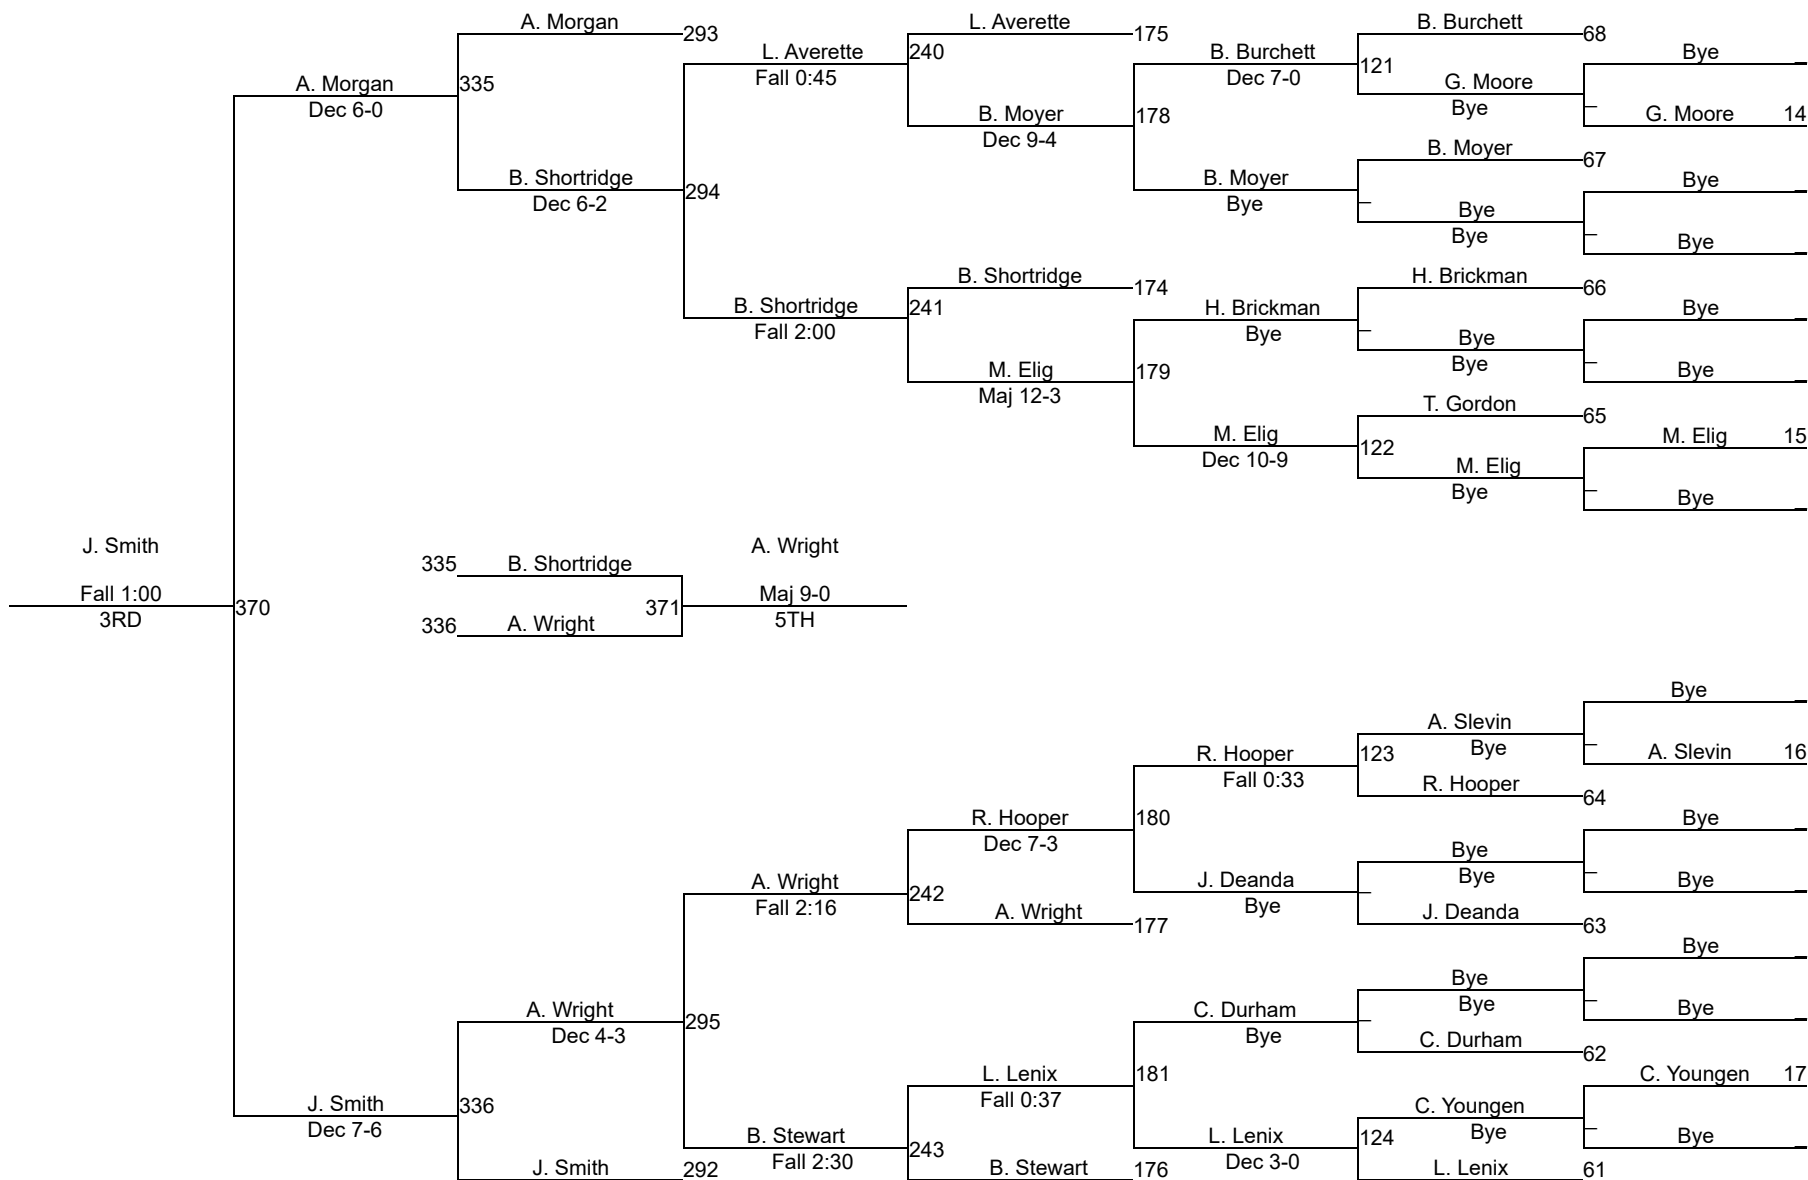 A. Morgan 293 L. Averette 175 B. Burchett 68
L. Averette 240 B. Burchett Bye
Fall 0:45 Dec 7-0 121
A. Morgan 335 G. Moore
Dec 6-0 B. Moyer 178 Bye G. Moore 14
Dec 9-4
B. Moyer 67
B. Shortridge B. Moyer Bye
Dec 6-2 294 Bye Bye
Bye Bye
B. Shortridge 174 H. Brickman 66
B. Shortridge 241 H. Brickman Bye
Fall 2:00 Bye Bye
M. Elig 179 Bye Bye
Maj 12-3
T. Gordon 65
M. Elig 122 M. Elig 15
Dec 10-9 M. Elig
Bye Bye
J. Smith A. Wright
335 B. Shortridge
Fall 1:00 370 371 Maj 9-0
3RD 5TH
336 A. Wright
Bye
A. Slevin
R. Hooper 123 Bye A. Slevin 16
Fall 0:33 R. Hooper 64
R. Hooper 180 Bye
Dec 7-3 Bye
A. Wright J. Deanda Bye Bye
Fall 2:16 242 Bye
A. Wright 177 J. Deanda 63
Bye
Bye
A. Wright 295 C. Durham Bye Bye
Dec 4-3 Bye C. Durham 62
L. Lenix 181 C. Youngen 17
Fall 0:37
J. Smith 336 C. Youngen
Dec 7-6 B. Stewart 243 L. Lenix 124 Bye Bye
Fall 2:30 Dec 3-0
J. Smith 292 B. Stewart 176 L. Lenix 61